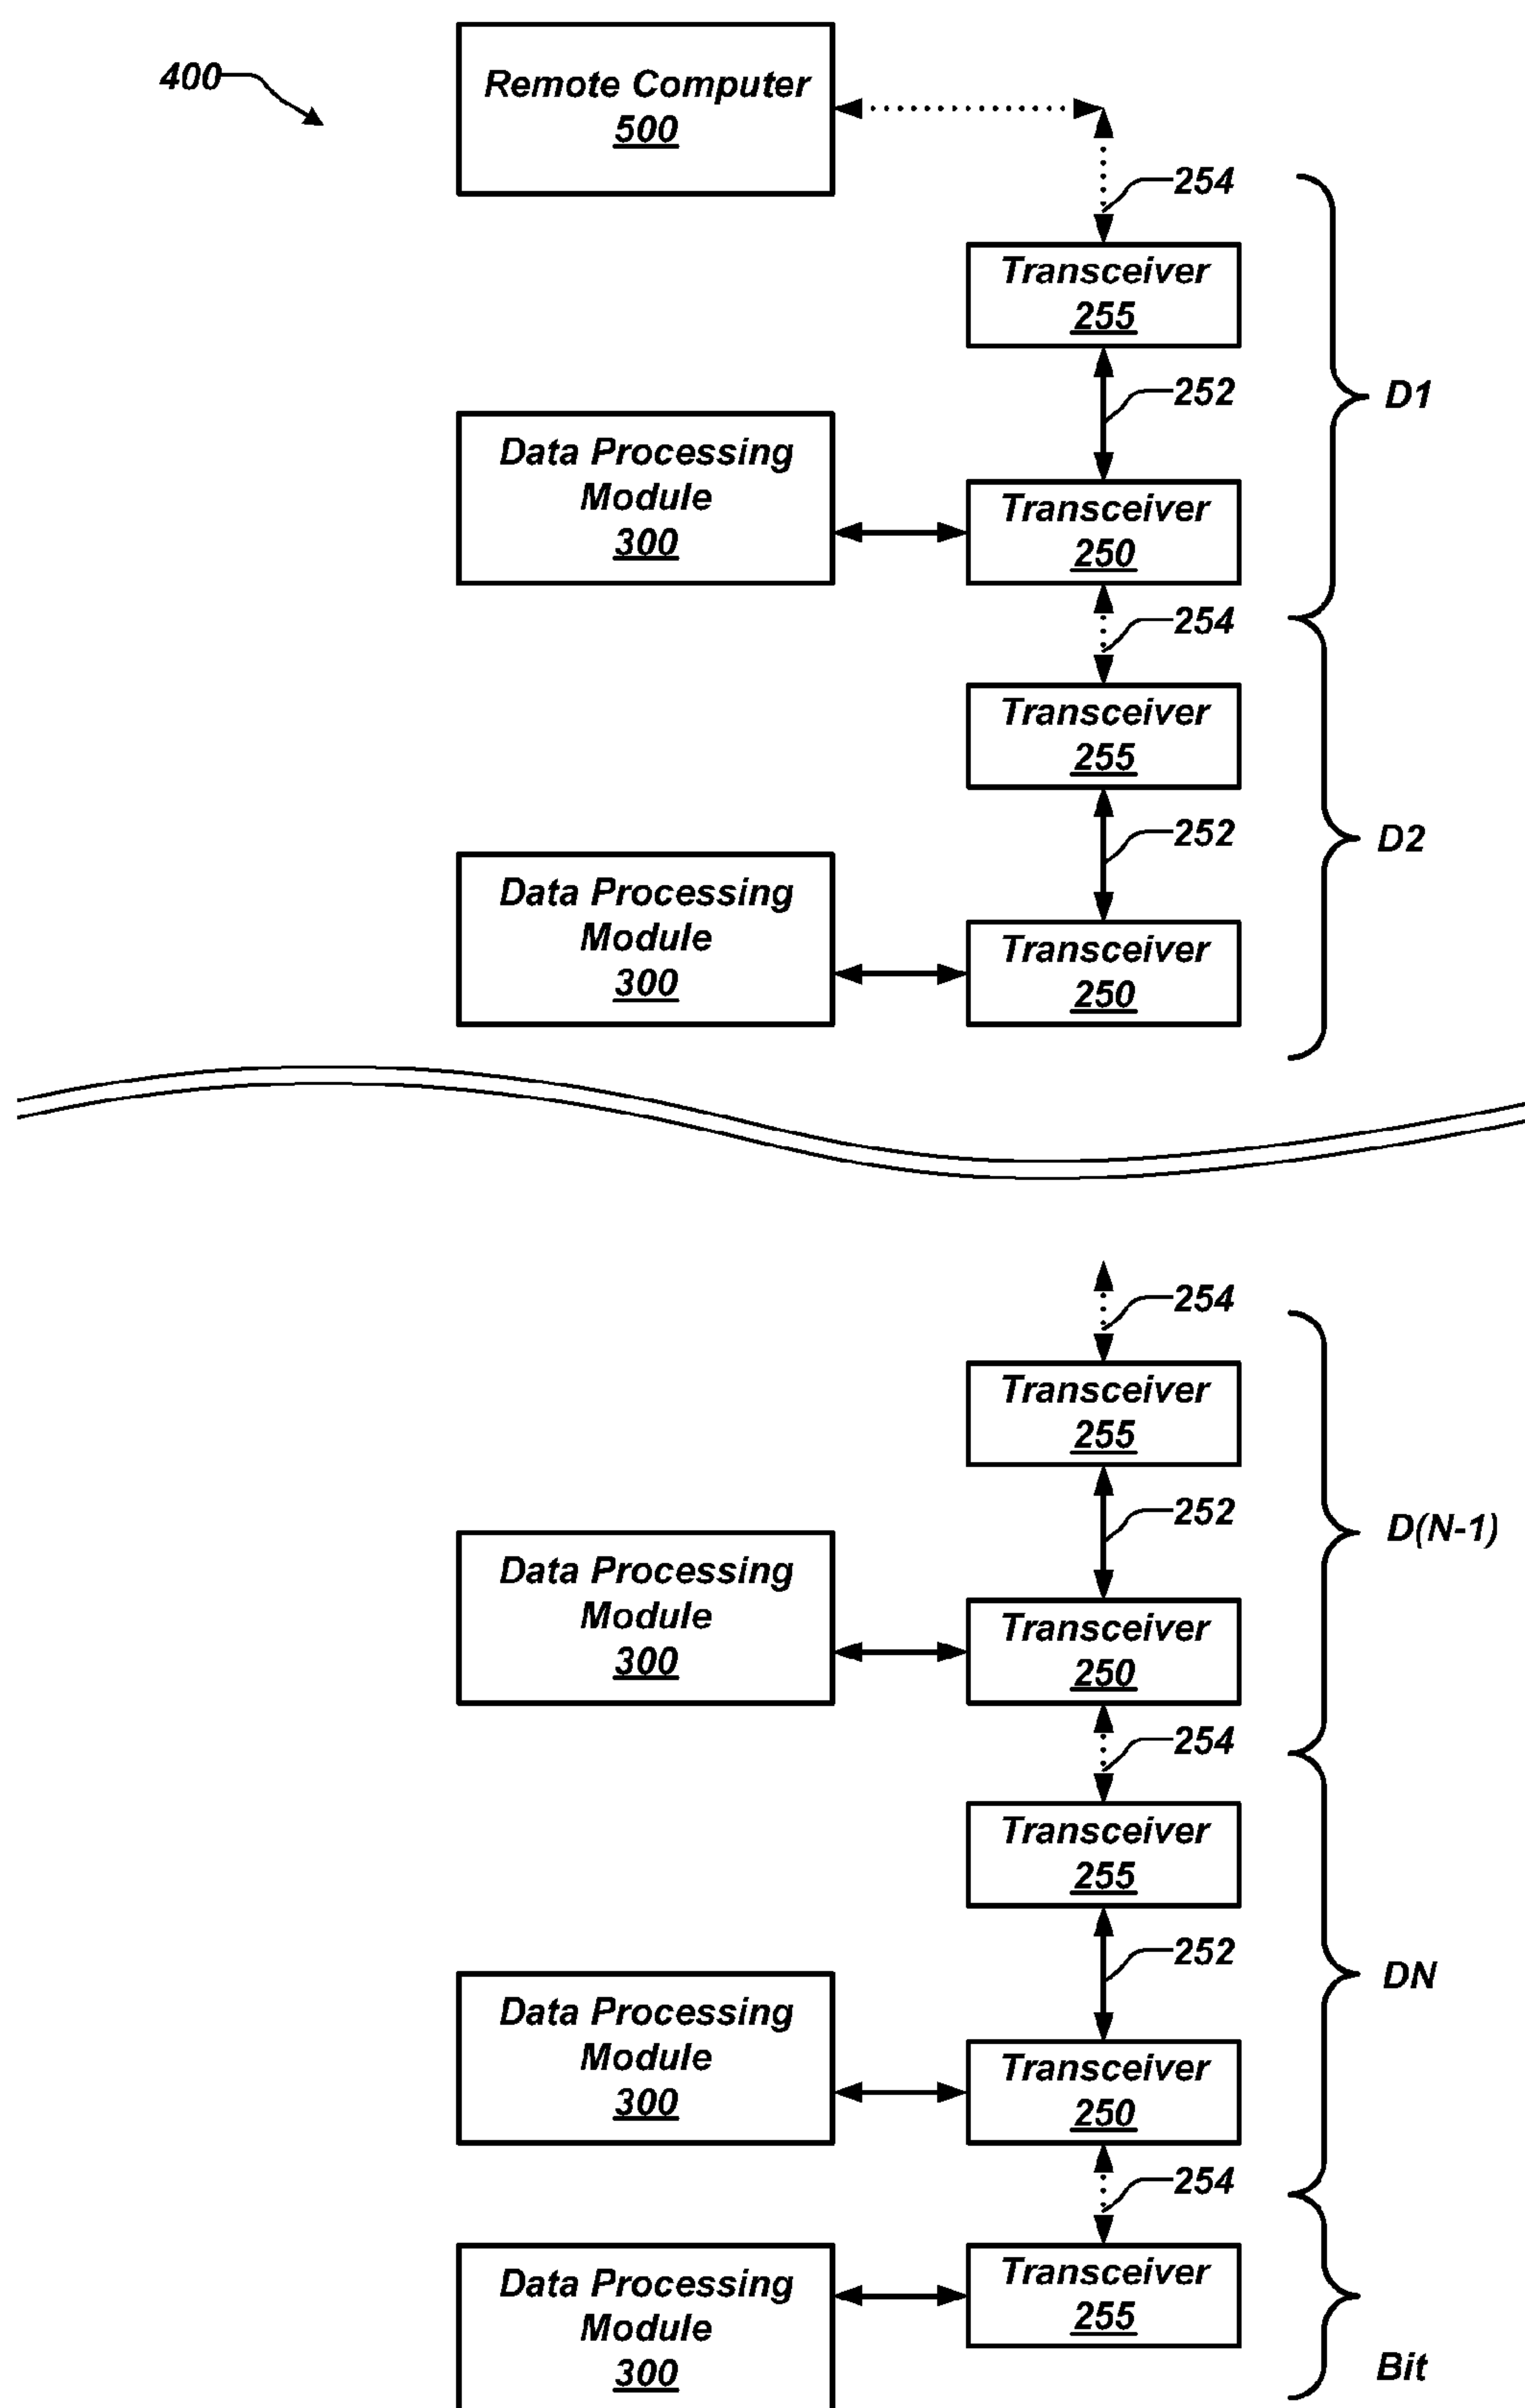 400
Remote Computer
500
254
Transceiver
255
252
D1
Data Processing
Module
300
Transceiver
250
254
Transceiver
255
252
D2
Data Processing
Module
300
Transceiver
250
254
Transceiver
255
252
D(N-1)
Data Processing
Module
300
Transceiver
250
254
Transceiver
255
252
DN
Data Processing
Module
300
Transceiver
250
254
Data Processing
Module
300
Transceiver
255
Bit